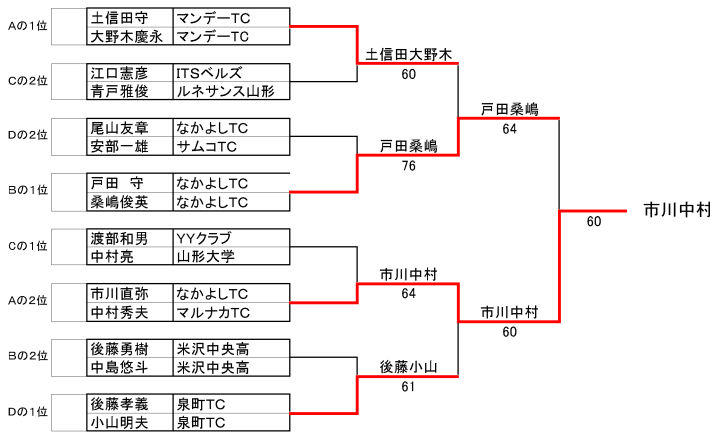 Aの1位
土信田守 マンデーTC
大野木慶永 マンデーTC
Cの2位
江口憲彦 ITSベルズ
青戸雅俊 ルネサンス山形
Dの2位
尾山友章 なかよしTC
安部一雄 サムコTC
Bの1位
戸田 守 なかよしTC
桑嶋俊英 なかよしTC
Cの1位
渡部和男 YYクラブ
中村亮 山形大学
Aの2位
市川直弥 なかよしTC
中村秀夫 マルナカTC
Bの2位
後藤勇樹 米沢中央高
中島悠斗 米沢中央高
Dの1位
後藤孝義 泉町TC
小山明夫 泉町TC
土信田大野木
60
戸田桑嶋
76
市川中村
64
後藤小山
61
戸田桑嶋
64
市川中村
60
市川中村
60